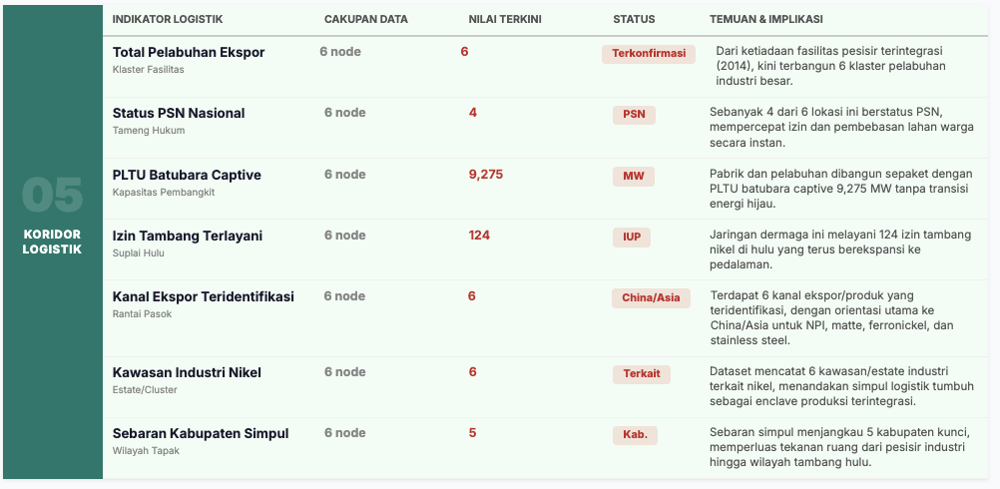 INDIKATOR LOGISTIK CAKUPAN DATA NILAI TERKINI STATUS TEMUAN & IMPLIKASI
05
KORIDOR
LOGISTIK
Total Pelabuhan Ekspor 6 node 6 Terkonfirmasi Dari ketiadaan fasilitas pesisir terintegrasi
Klaster Fasilitas (2014), kini terbangun 6 klaster pelabuhan
industri besar.
Status PSN Nasional 6 node 4 PSN Sebanyak 4 dari 6 lokasi ini berstatus PSN,
Tameng Hukum mempercepat izin dan pembebasan lahan warga
secara instan.
PLTU Batubara Captive 6 node 9,275 MW Pabrik dan pelabuhan dibangun sepaket dengan
Kapasitas Pembangkit PLTU batubara captive 9,275 MW tanpa transisi
energi hijau.
Izin Tambang Terlayani 6 node 124 IUP Jaringan dermaga ini melayani 124 izin tambang
Suplai Hulu nikel di hulu yang terus berekspansi ke
pedalaman.
Kanal Ekspor Teridentifikasi 6 node 6 China/Asia Terdapat 6 kanal ekspor/produk yang
Rantai Pasok teridentifikasi, dengan orientasi utama ke
China/Asia untuk NPI, matte, ferronickel, dan
stainless steel.
Kawasan Industri Nikel 6 node 6 Terkait Dataset mencatat 6 kawasan/estate industri
Estate/Cluster terkait nikel, menandakan simpul logistik tumbuh
sebagai enclave produksi terintegrasi.
Sebaran Kabupaten Simpul 6 node 5 Kab. Sebaran simpul menjangkau 5 kabupaten kunci,
Wilayah Tapak memperluas tekanan ruang dari pesisir industri
hingga wilayah tambang hulu.